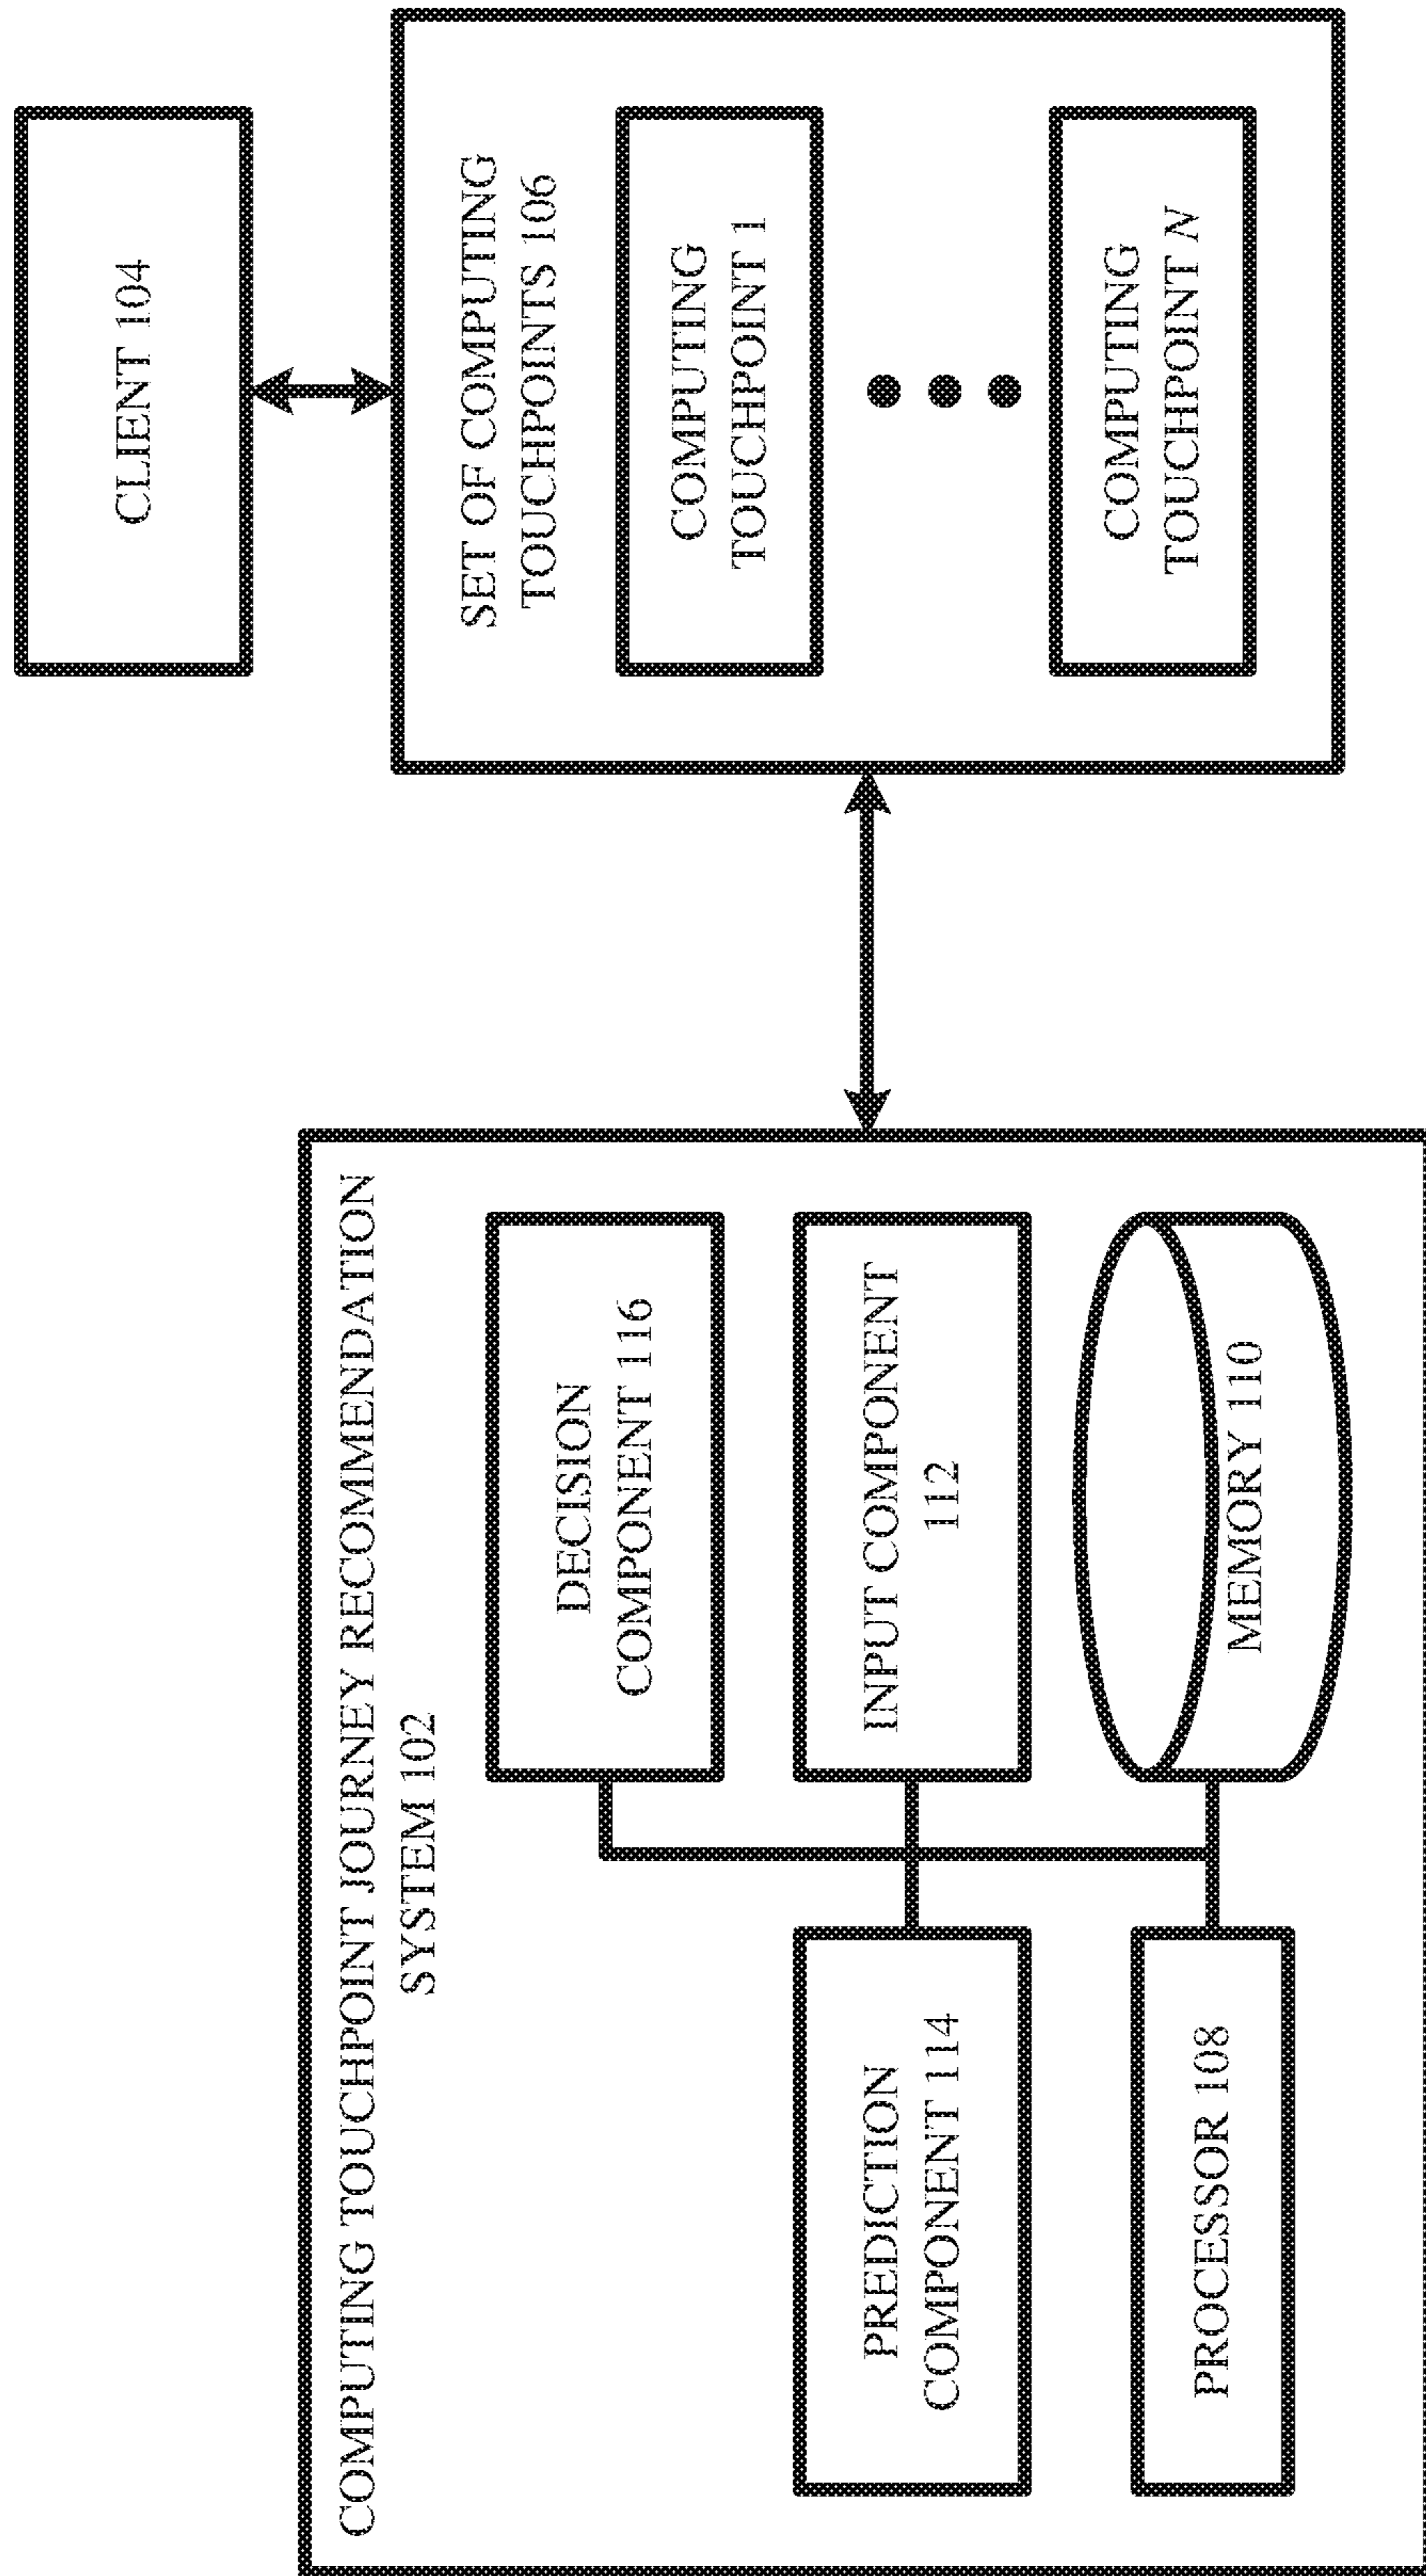 COMPUTING TOUCHPOINT JOURNEY RECOMMENDATION
SYSTEM 102
DECISION
COMPONENT 116
PREDICTION
COMPONENT 114
INPUT COMPONENT
112
PROCESSOR 108
MEMORY 110
CLIENT 104
SET OF COMPUTING
TOUCHPOINTS 106
COMPUTING
TOUCHPOINT 1
COMPUTING
TOUCHPOINT N